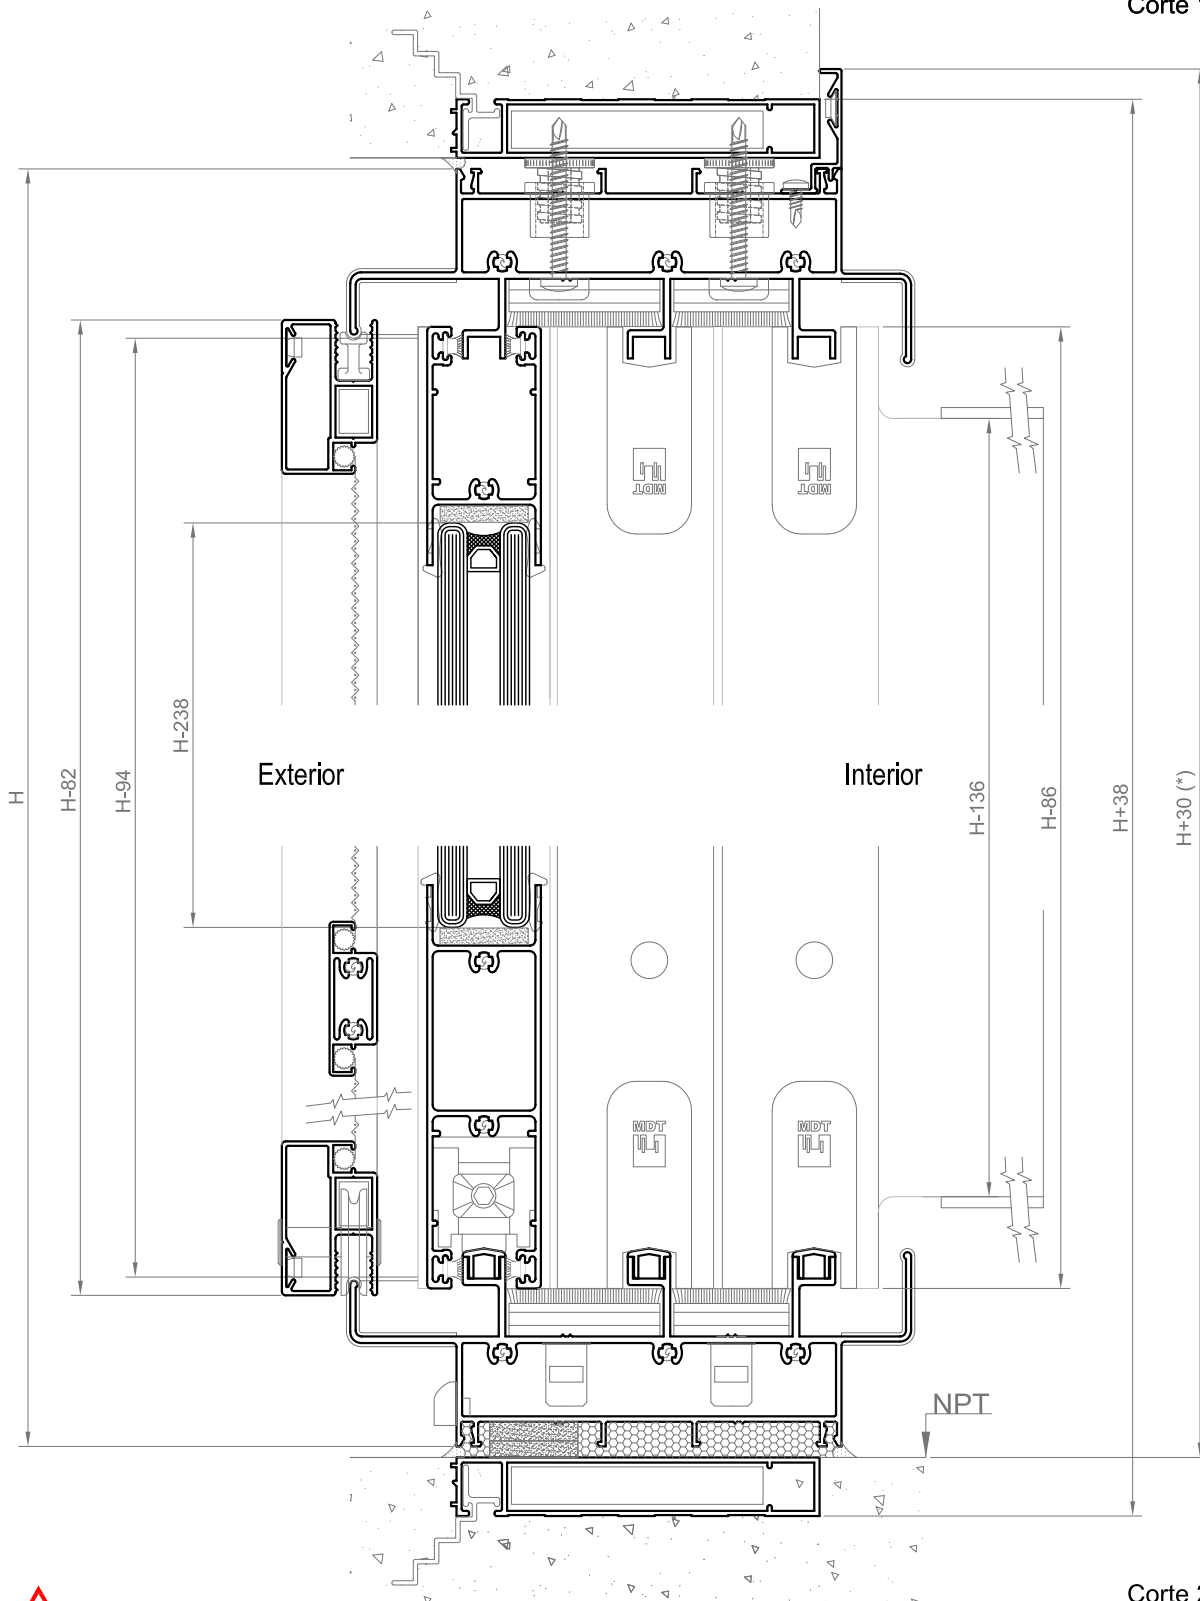 Corte
MDT
MDT
H
H-82
H-94
H-238
Exterior
Interior
H-136
H-86
H+38
H+30 (*)
MDT
MDT
NPT
Corte